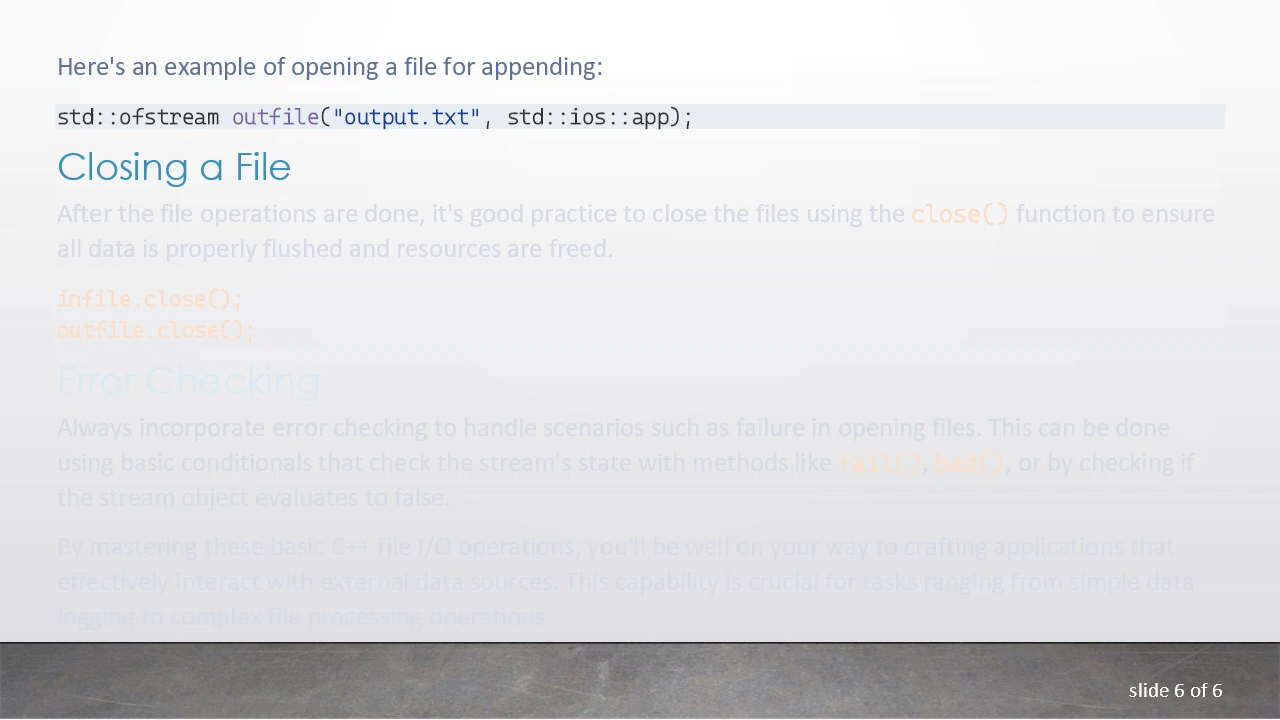 Here's an example of opening a file for appending:
std::ofstream outfile("output.txt", std::ios::app);
Closing a File
After the file operations are done, it's good practice to close the files using the close() function to ensure
all data is properly flushed and resources are freed.
infile.close();
outfile.close();
Error Checking
Always incorporate error checking to handle scenarios such as failure in opening files. This can be done
using basic conditionals that check the stream's state with methods like fail(), bad(), or by checking if
the stream object evaluates to false.
By mastering these basic C++ file I/O operations, you'll be well on your way to crafting applications that
effectively interact with external data sources. This capability is crucial for tasks ranging from simple data
logging to complex file processing operations.
slide 6 of 6